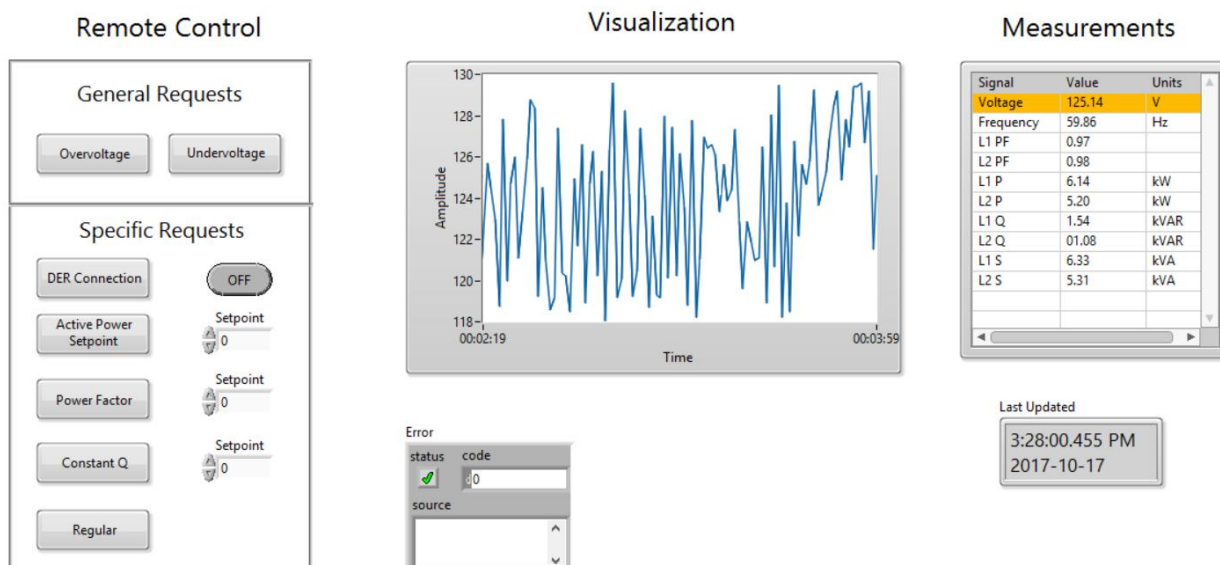 Remote Control
General Requests
Overvoltage
Undervoltage
Specific Requests
DER Connection
OFF
Active Power
Setpoint
Setpoint
0
Power Factor
Setpoint
0
Constant Q
Setpoint
0
Regular
Visualization
130
128
126
124
122
120
118
Amplitude
00:02:19
00:03:59
Time
Error
status
code
0
source
Measurements
Signal Value Units
Voltage 125.14 V
Frequency 59.86 Hz
L1 PF 0.97
L2 PF 0.98
L1 P 6.14 kW
L2 P 5.20 kW
L1 Q 1.54 kVAR
L2 Q 01.08 kVAR
L1 S 6.33 kVA
L2 S 5.31 kVA
Last Updated
3:28:00.455 PM
2017-10-17